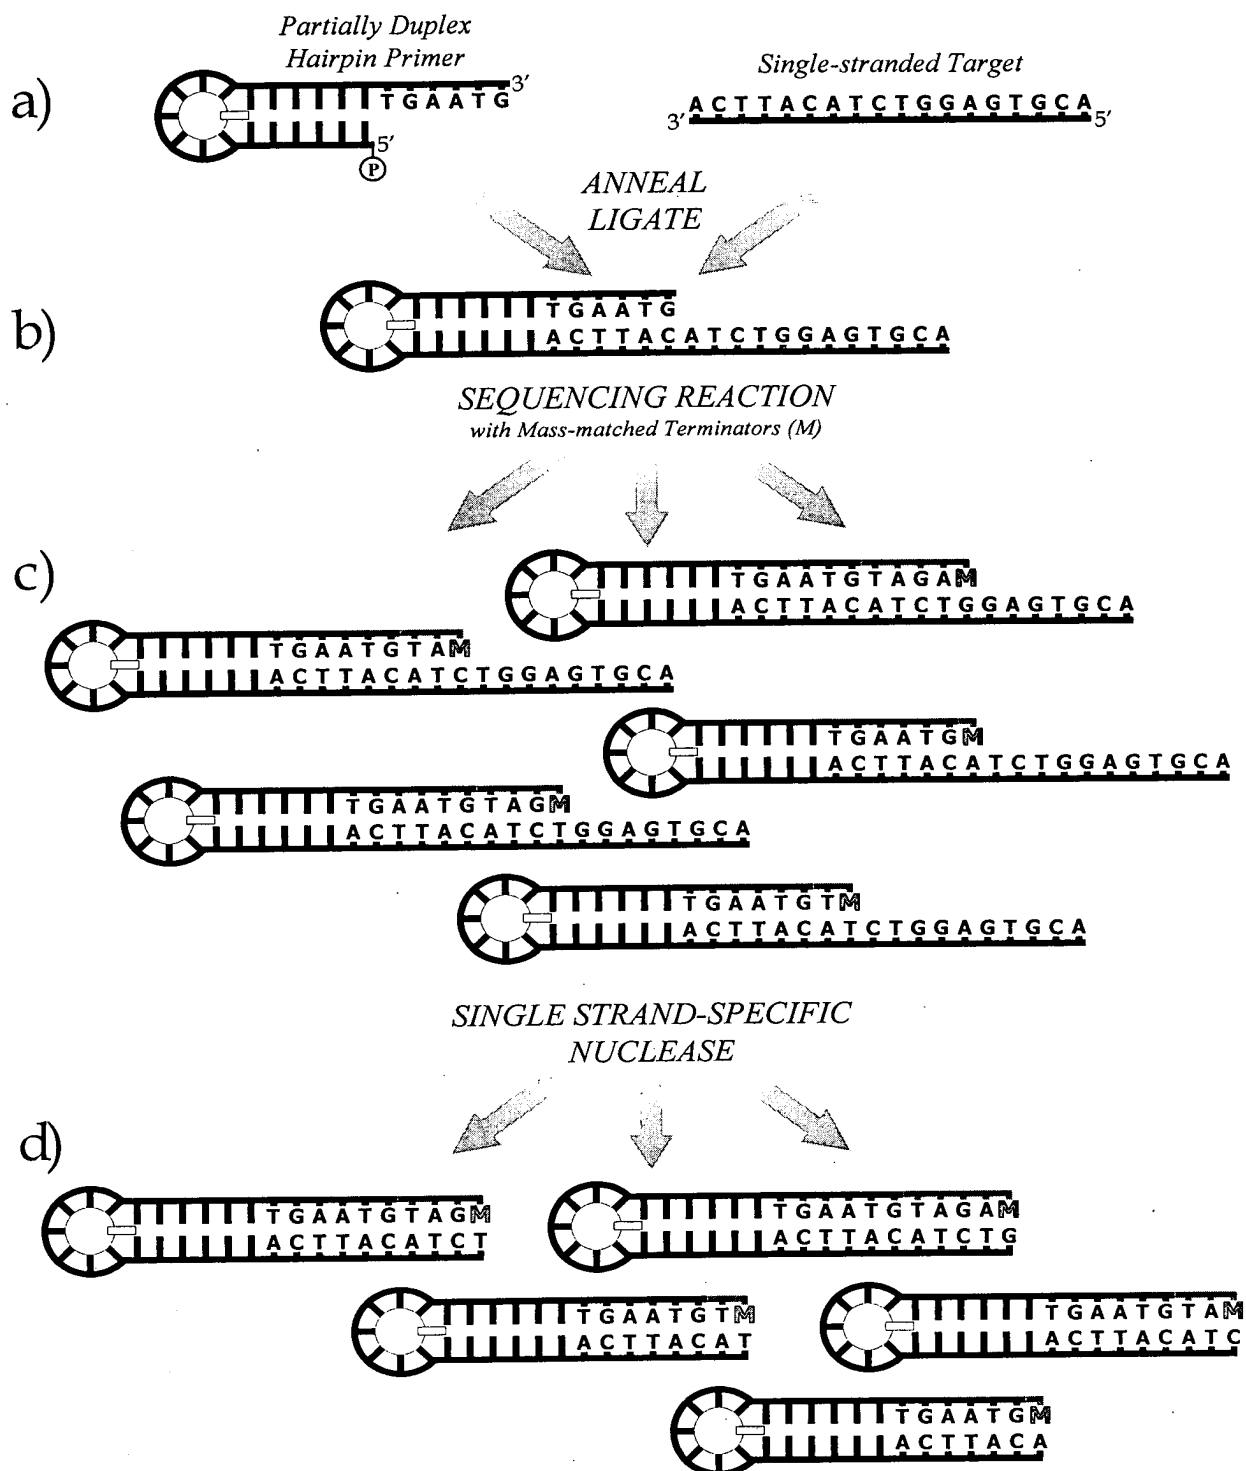 Partially Duplex
Hairpin Primer
Single-stranded Target
a)
3'
TGAATG
5'
P
ACTTACATCTGGAGTGCA
3'
5'
ANNEAL
LIGATE
b)
TGAATG
ACTTACATCTGGAGTGCA
SEQUENCING REACTION
with Mass-matched Terminators (M)
c)
TGAATGTAGAM
ACTTACATCTGGAGTGCA
TGAATGTAM
ACTTACATCTGGAGTGCA
TGAATGM
ACTTACATCTGGAGTGCA
TGAATGTAGM
ACTTACATCTGGAGTGCA
TGAATGTM
ACTTACATCTGGAGTGCA
SINGLE STRAND-SPECIFIC
NUCLEASE
d)
TGAATGTAGM
ACTTACATCT
TGAATGTAGAM
ACTTACATCTG
TGAATGTM
ACTTACAT
TGAATGTAM
ACTTACATC
TGAATGM
ACTTACA